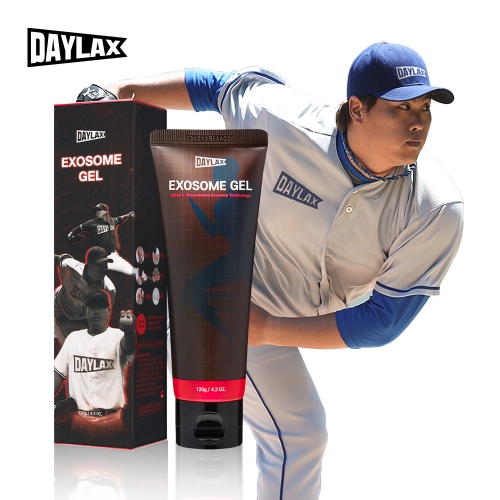 DAYLAX
DAYLAX
EXOSOME
GEL
DAYLAX
120g / 4.2 OZ.
DAYLAX
EXOSOME GEL
120g / 4.2 OZ.
DAYLAX
DAYLAX